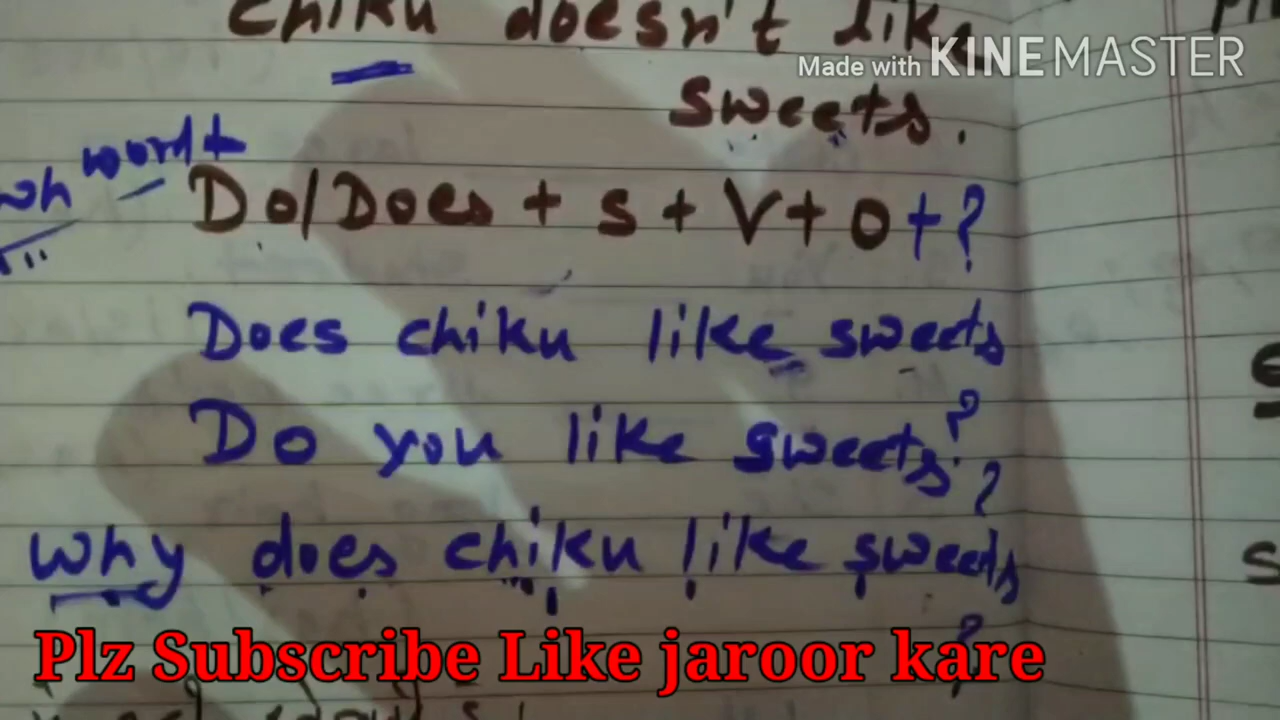 chiku doesn't like
Made with KINEMASTER
sweets.
wh word +
Do/Does + S + V + O + ?
Does chiku like sweets
?
Do you like sweets.
?
why does chiku like sweets
?
Plz Subscribe Like jaroor kare